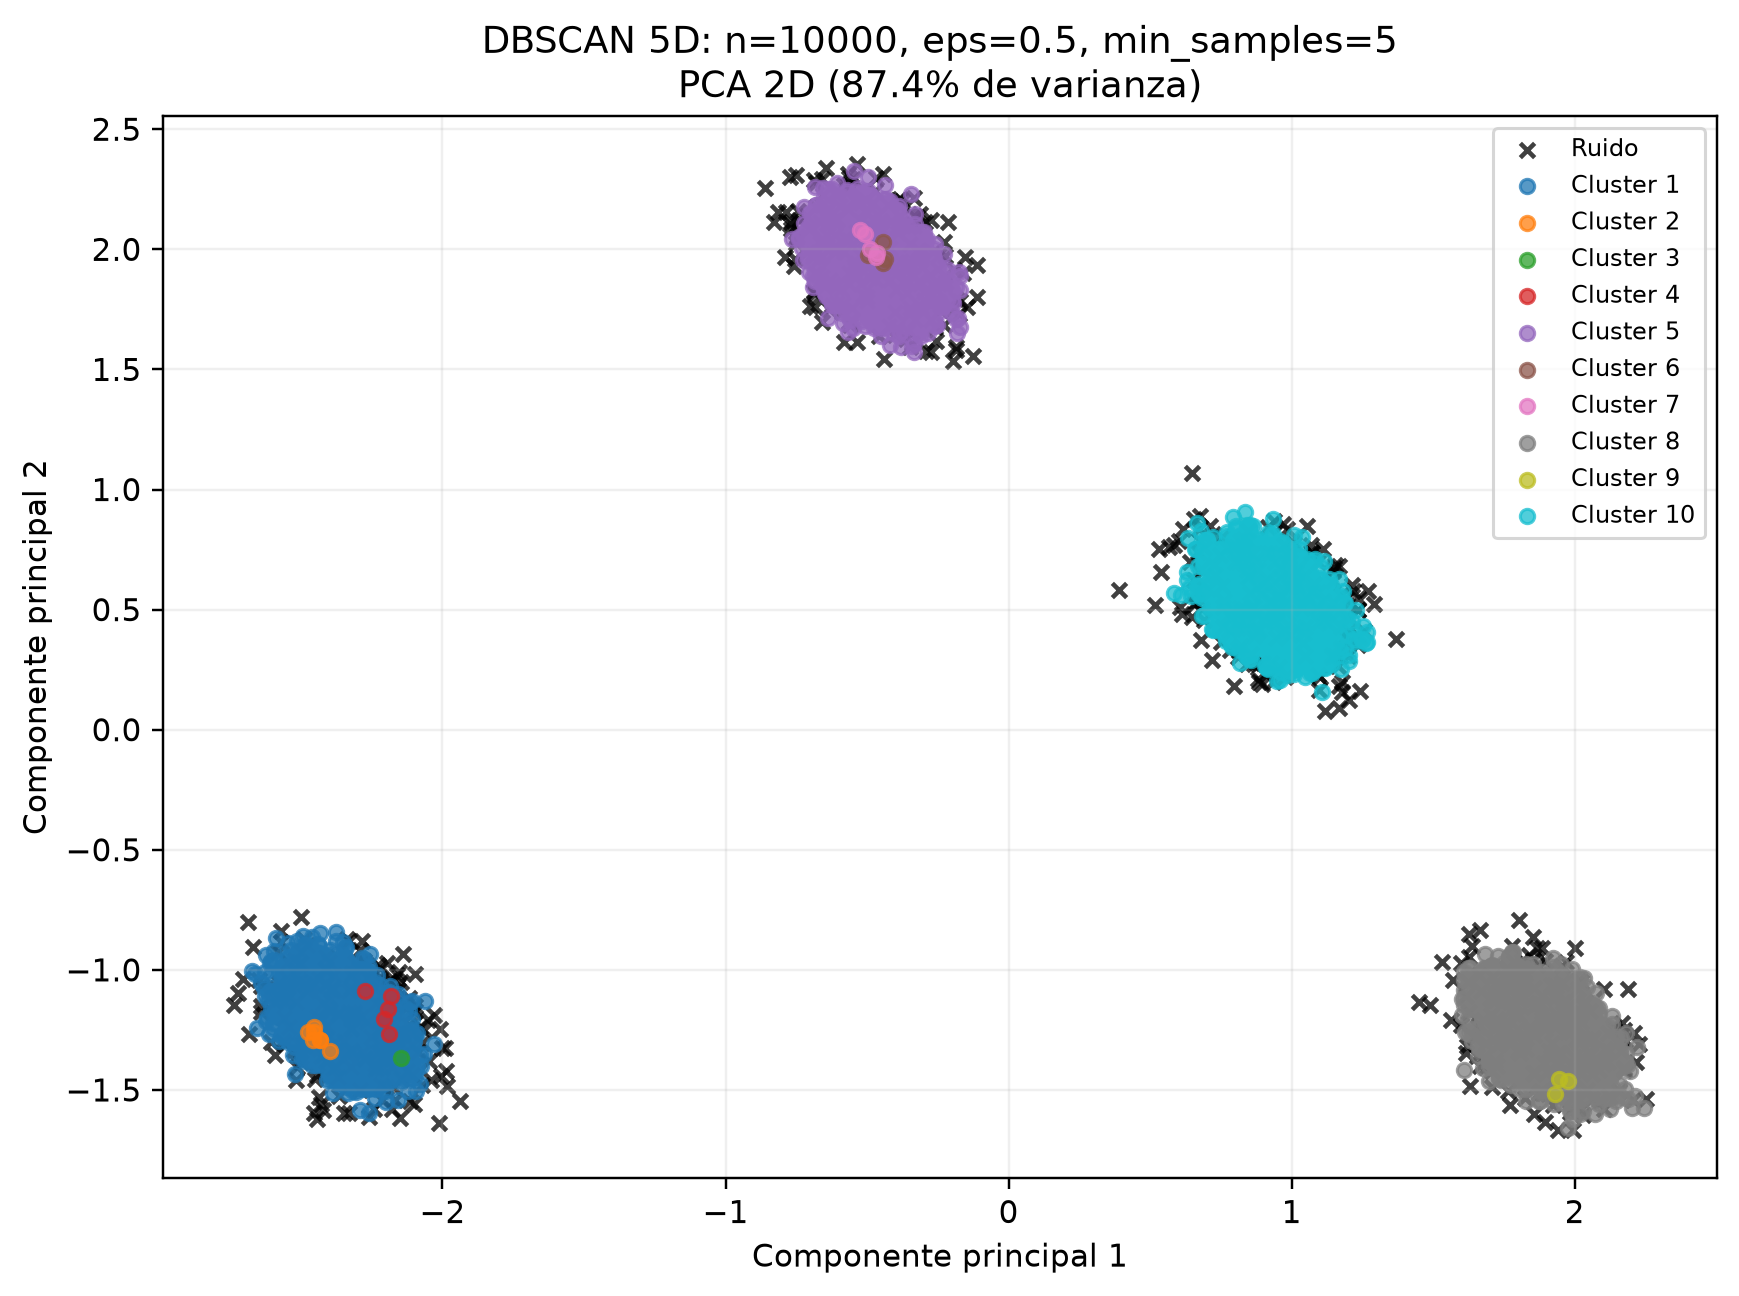 DBSCAN 5D: n=10000, eps=0.5, min_samples=5
PCA 2D (87.4% de varianza)
2.5
2.0
1.5
1.0
0.5
0.0
−0.5
−1.0
−1.5
Componente principal 2
Ruido
Cluster 1
Cluster 2
Cluster 3
Cluster 4
Cluster 5
Cluster 6
Cluster 7
Cluster 8
Cluster 9
Cluster 10
−2
−1
0
1
2
Componente principal 1